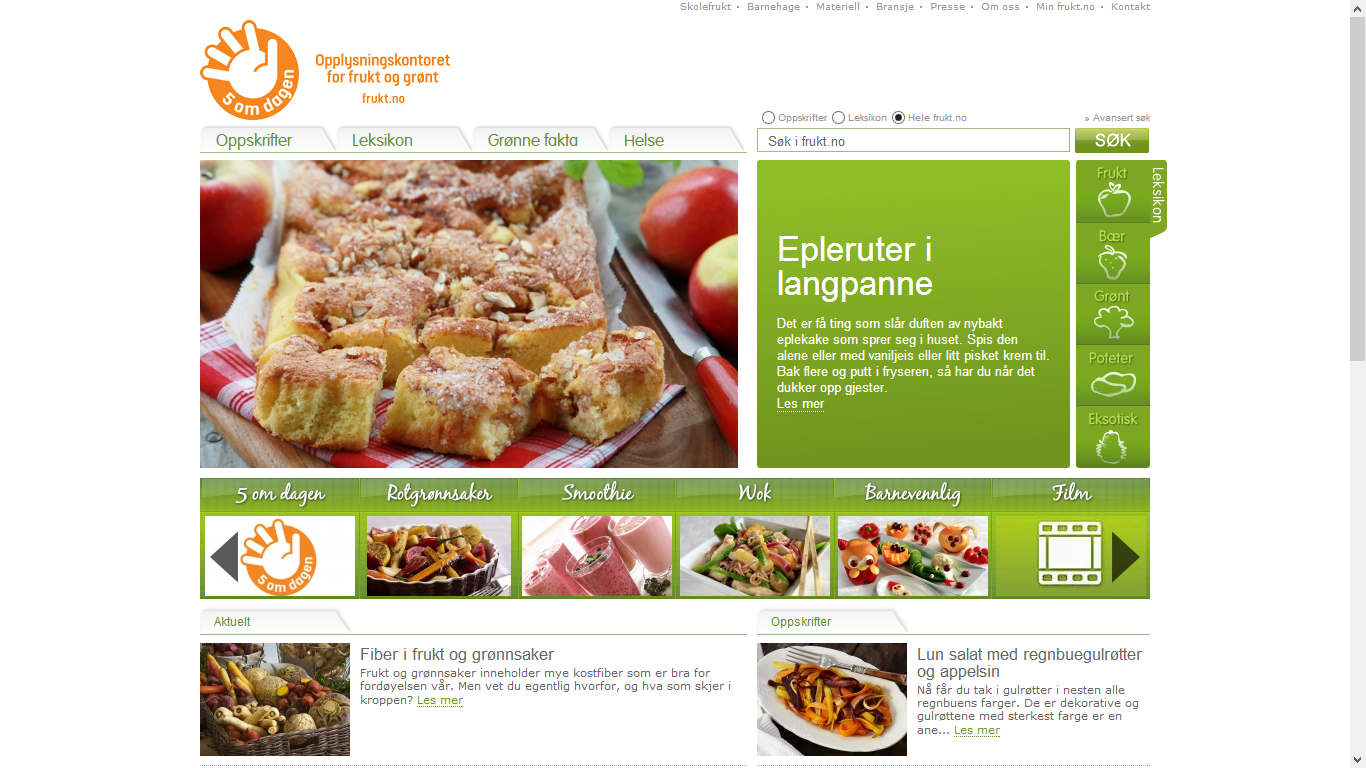 Skolefrukt • Barnehage • Materiell • Bransje • Presse • Om oss • Min frukt.no • Kontakt
5 om dagen
Opplysningskontoret
for frukt og grønt
frukt.no
Oppskrifter Leksikon Hele frukt.no » Avansert søk
Oppskrifter Leksikon Grønne fakta Helse
Søk i frukt.no SØK
Epleruter i
langpanne
Det er få ting som slår duften av nybakt
eplekake som sprer seg i huset. Spis den
alene eller med vaniljeis eller litt pisket krem til.
Bak flere og putt i fryseren, så har du når det
dukker opp gjester.
Les mer
Leksikon
Frukt
Bær
Grønt
Poteter
Eksotisk
5 om dagen Rotgrønnsaker Smoothie Wok Barnevennlig Film
5 om dagen
Aktuelt
Fiber i frukt og grønnsaker
Frukt og grønnsaker inneholder mye kostfiber som er bra for
fordøyelsen vår. Men vet du egentlig hvorfor, og hva som skjer i
kroppen? Les mer
Oppskrifter
Lun salat med regnbuegulrøtter
og appelsin
Nå får du tak i gulrøtter i nesten alle
regnbuens farger. De er dekorative og
gulrøttene med sterkest farge er en
ane... Les mer